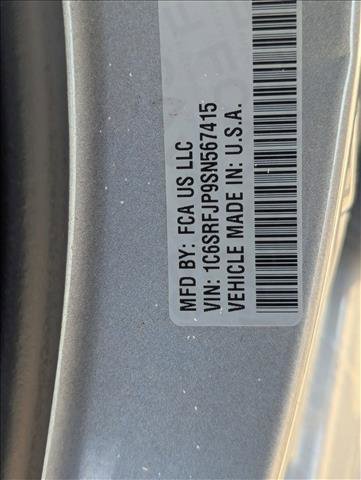 MFD BY: FCA US LLC
VIN: 1C6SRFJP9SN567415
VEHICLE MADE IN: U.S.A.